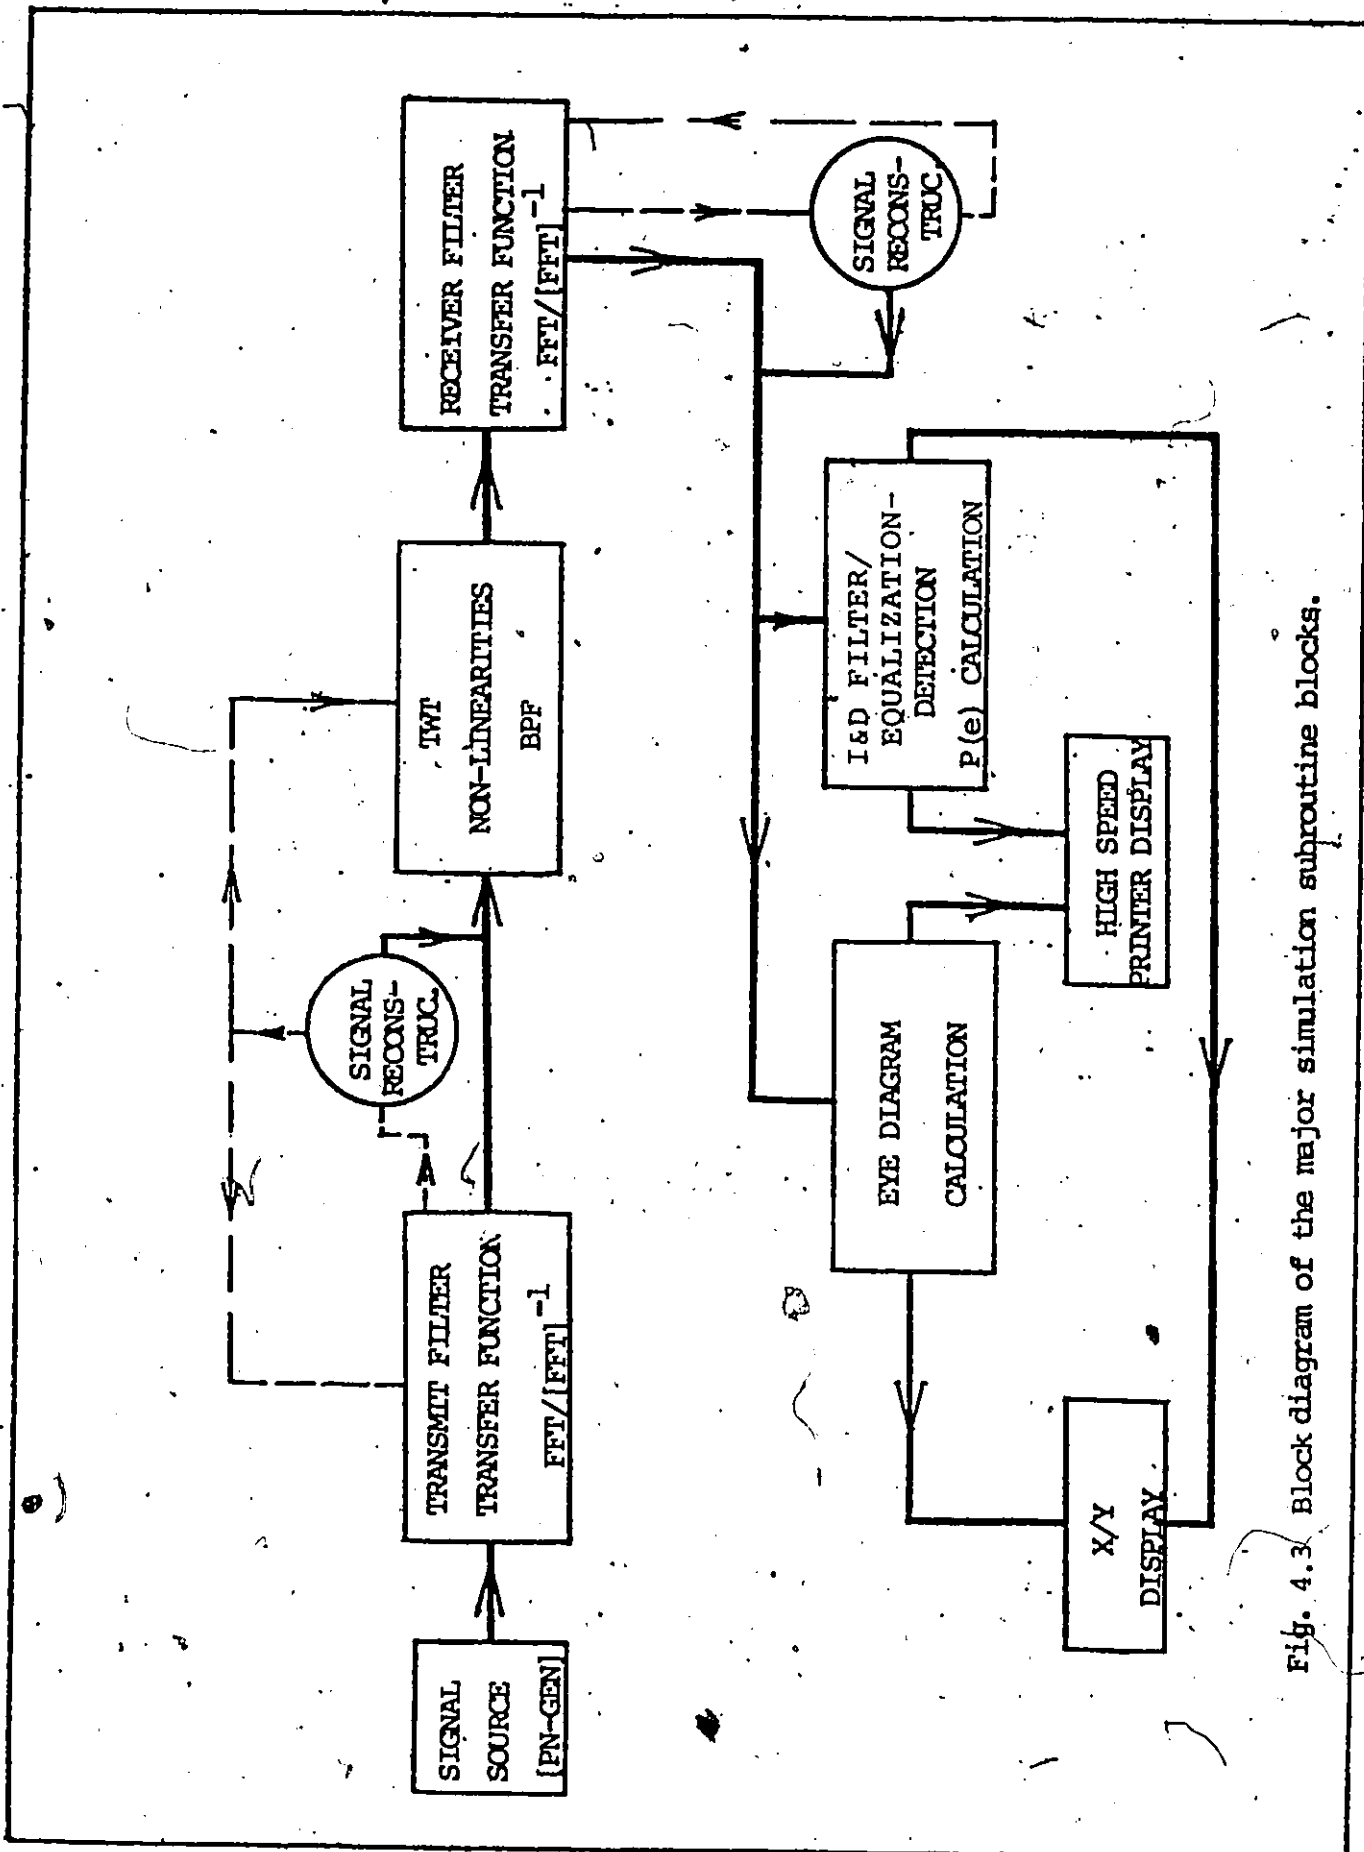 SIGNAL
SOURCE
[PN-GEN]
TRANSMIT FILTER
TRANSFER FUNCTION
FFT/[FFT]-1
SIGNAL
RECONS-
TRUC.
TWT
NON-LINEARITIES
BPF
RECEIVER FILTER
TRANSFER FUNCTION
FFT/[FFT]-1
SIGNAL
RECONS-
TRUC.
I&D FILTER/
EQUALIZATION-
DETECTION
P(e) CALCULATION
EYE DIAGRAM
CALCULATION
HIGH SPEED
PRINTER DISPLAY
X/Y
DISPLAY
Fig. 4.3 Block diagram of the major simulation subroutine blocks.